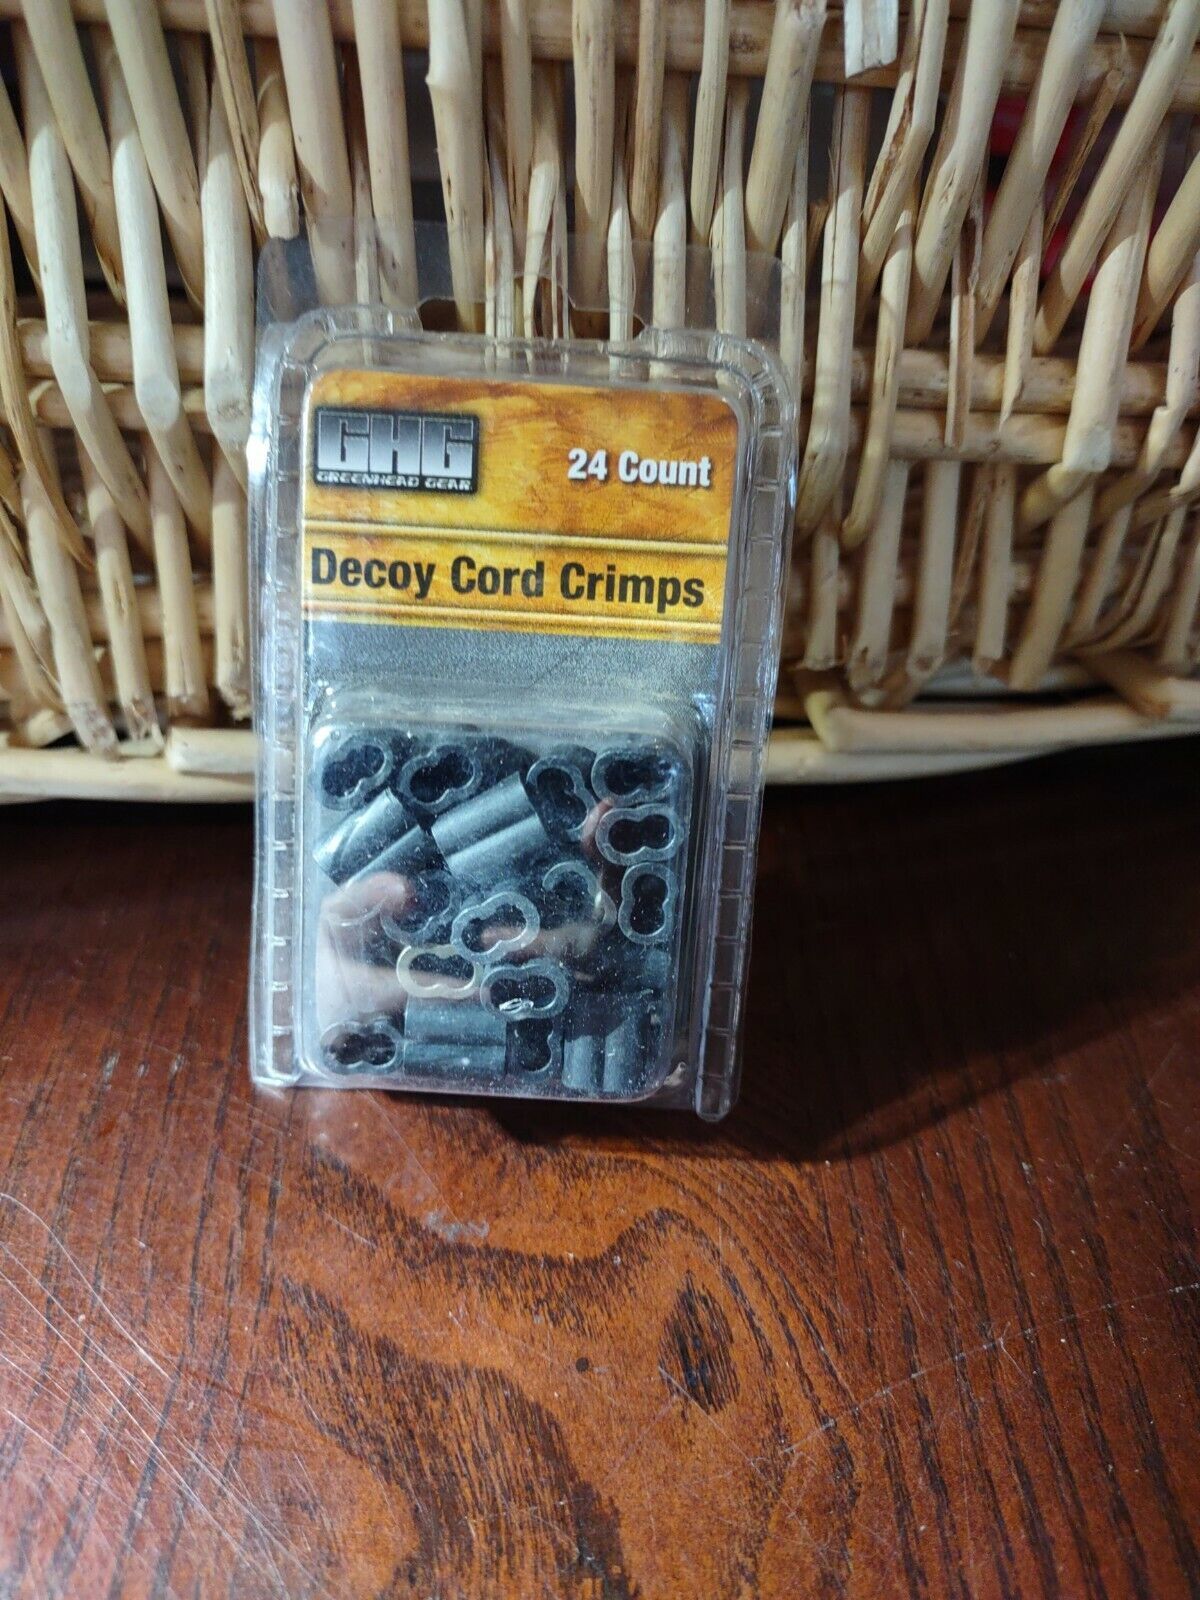 GHG
GREENHEAD GEAR
24 Count
Decoy Cord Crimps